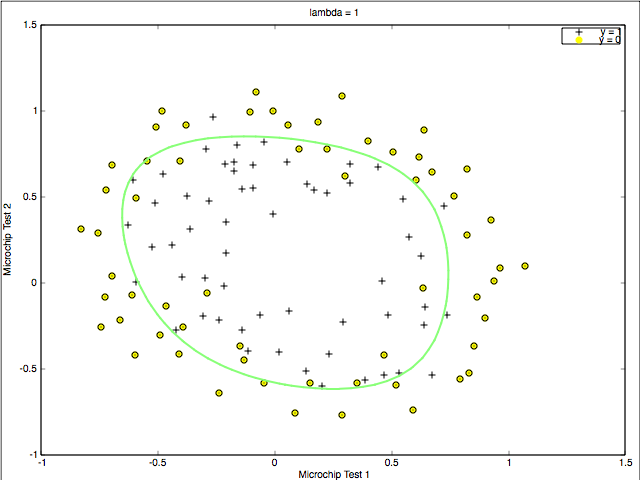 lambda = 1
1.5
y = 1
y = 0
1
0.5
0
-0.5
-1
-1
-0.5
0
0.5
1
1.5
Microchip Test 1
Microchip Test 2